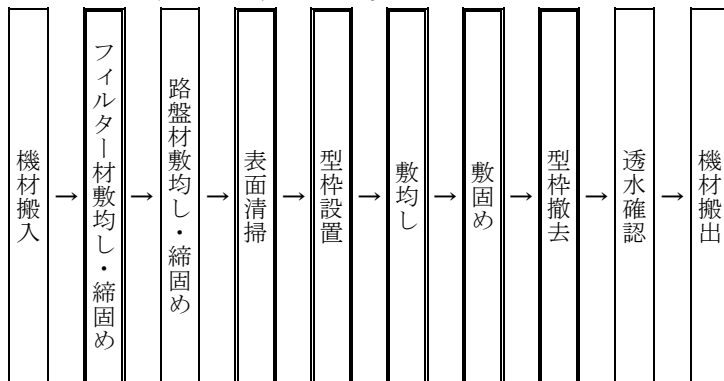 機材搬入
→
フィルター材敷均し・締固め
→
路盤材敷均し・締固め
→
表面清掃
→
型枠設置
→
敷均し
→
敷固め
→
型枠撤去
→
透水確認
→
機材搬出